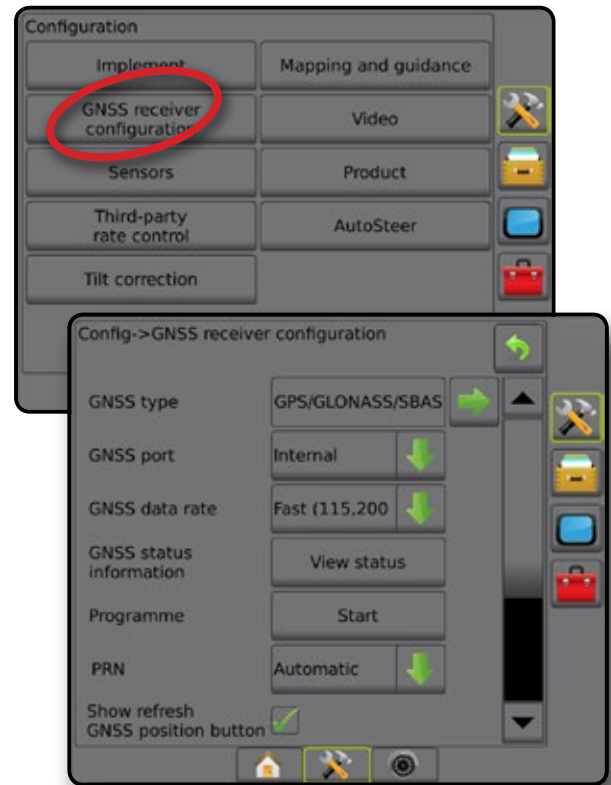 Configuration
Implement
Mapping and guidance
GNSS receiver
configuration
Video
Sensors
Product
Third-party
rate control
AutoSteer
Tilt correction
Config->GNSS receiver configuration
GNSS type
GPS/GLONASS/SBAS
GNSS port
Internal
GNSS data rate
Fast (115,200
GNSS status
information
View status
Programme
Start
PRN
Automatic
Show refresh
GNSS position button